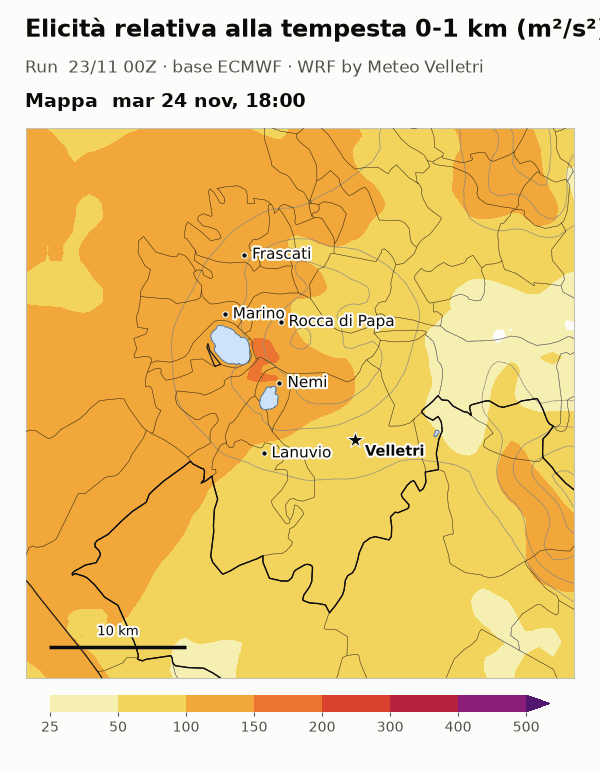 Elicità relativa alla tempesta 0-1 km (m²/s²)
Run  23/11 00Z · base ECMWF · WRF by Meteo Velletri
Mappa  mar 24 nov, 18:00
Frascati
Marino
Rocca di Papa
Nemi
Velletri
Lanuvio
10 km
25 50 100 150 200 300 400 500